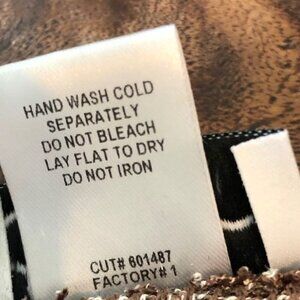 HAND WASH COLD
SEPARATELY
DO NOT BLEACH
LAY FLAT TO DRY
DO NOT IRON
CUT# 601487
FACTORY# 1